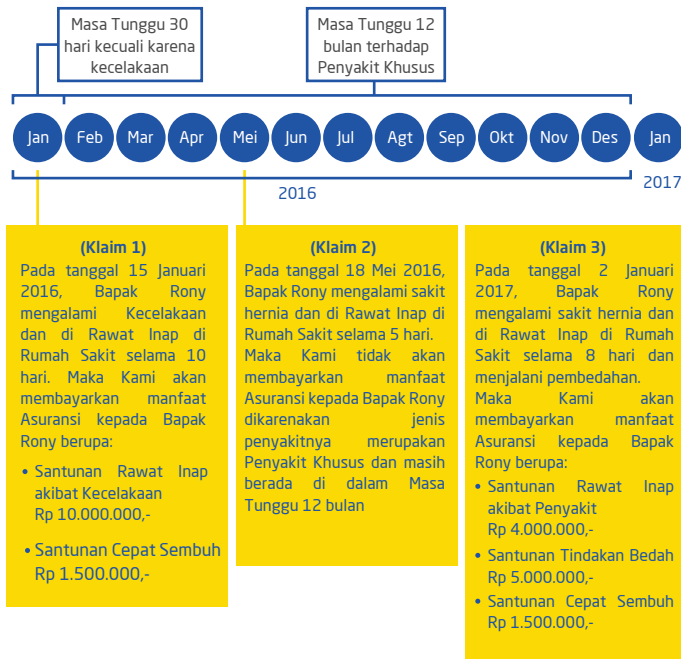 Masa Tunggu 30
hari kecuali karena
kecelakaan
Masa Tunggu 12
bulan terhadap
Penyakit Khusus
Jan
Feb
Mar
Apr
Mei
Jun
Jul
Agt
Sep
Okt
Nov
Des
Jan
2016
2017
(Klaim 1)
Pada tanggal 15 Januari
2016, Bapak Rony
mengalami Kecelakaan
dan di Rawat Inap di
Rumah Sakit selama 10
hari. Maka Kami akan
membayarkan manfaat
Asuransi kepada Bapak
Rony berupa:
• Santunan Rawat Inap
akibat Kecelakaan
Rp 10.000.000,-
• Santunan Cepat Sembuh
Rp 1.500.000,-
(Klaim 2)
Pada tanggal 18 Mei 2016,
Bapak Rony mengalami sakit
hernia dan di Rawat Inap di
Rumah Sakit selama 5 hari.
Maka Kami tidak akan
membayarkan manfaat
Asuransi kepada Bapak Rony
dikarenakan jenis
penyakitnya merupakan
Penyakit Khusus dan masih
berada di dalam Masa
Tunggu 12 bulan
(Klaim 3)
Pada tanggal 2 Januari
2017, Bapak Rony
mengalami sakit hernia dan
di Rawat Inap di Rumah
Sakit selama 8 hari dan
menjalani pembedahan.
Maka Kami akan
membayarkan manfaat
Asuransi kepada Bapak
Rony berupa:
• Santunan Rawat Inap
akibat Penyakit
Rp 4.000.000,-
• Santunan Tindakan Bedah
Rp 5.000.000,-
• Santunan Cepat Sembuh
Rp 1.500.000,-